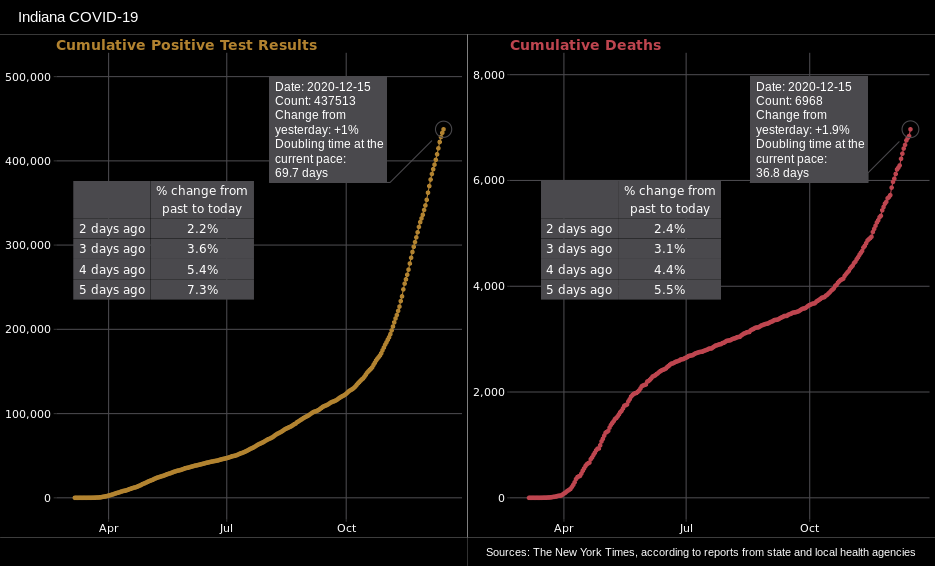 Indiana COVID-19
Cumulative Positive Test Results
500,000
400,000
300,000
200,000
100,000
0
Apr
Jul
Oct
Date: 2020-12-15
Count: 437513
Change from
yesterday: +1%
Doubling time at the
current pace:
69.7 days
% change from
past to today
2 days ago 2.2%
3 days ago 3.6%
4 days ago 5.4%
5 days ago 7.3%
Cumulative Deaths
8,000
6,000
4,000
2,000
0
Apr
Jul
Oct
Date: 2020-12-15
Count: 6968
Change from
yesterday: +1.9%
Doubling time at the
current pace:
36.8 days
% change from
past to today
2 days ago 2.4%
3 days ago 3.1%
4 days ago 4.4%
5 days ago 5.5%
Sources: The New York Times, according to reports from state and local health agencies